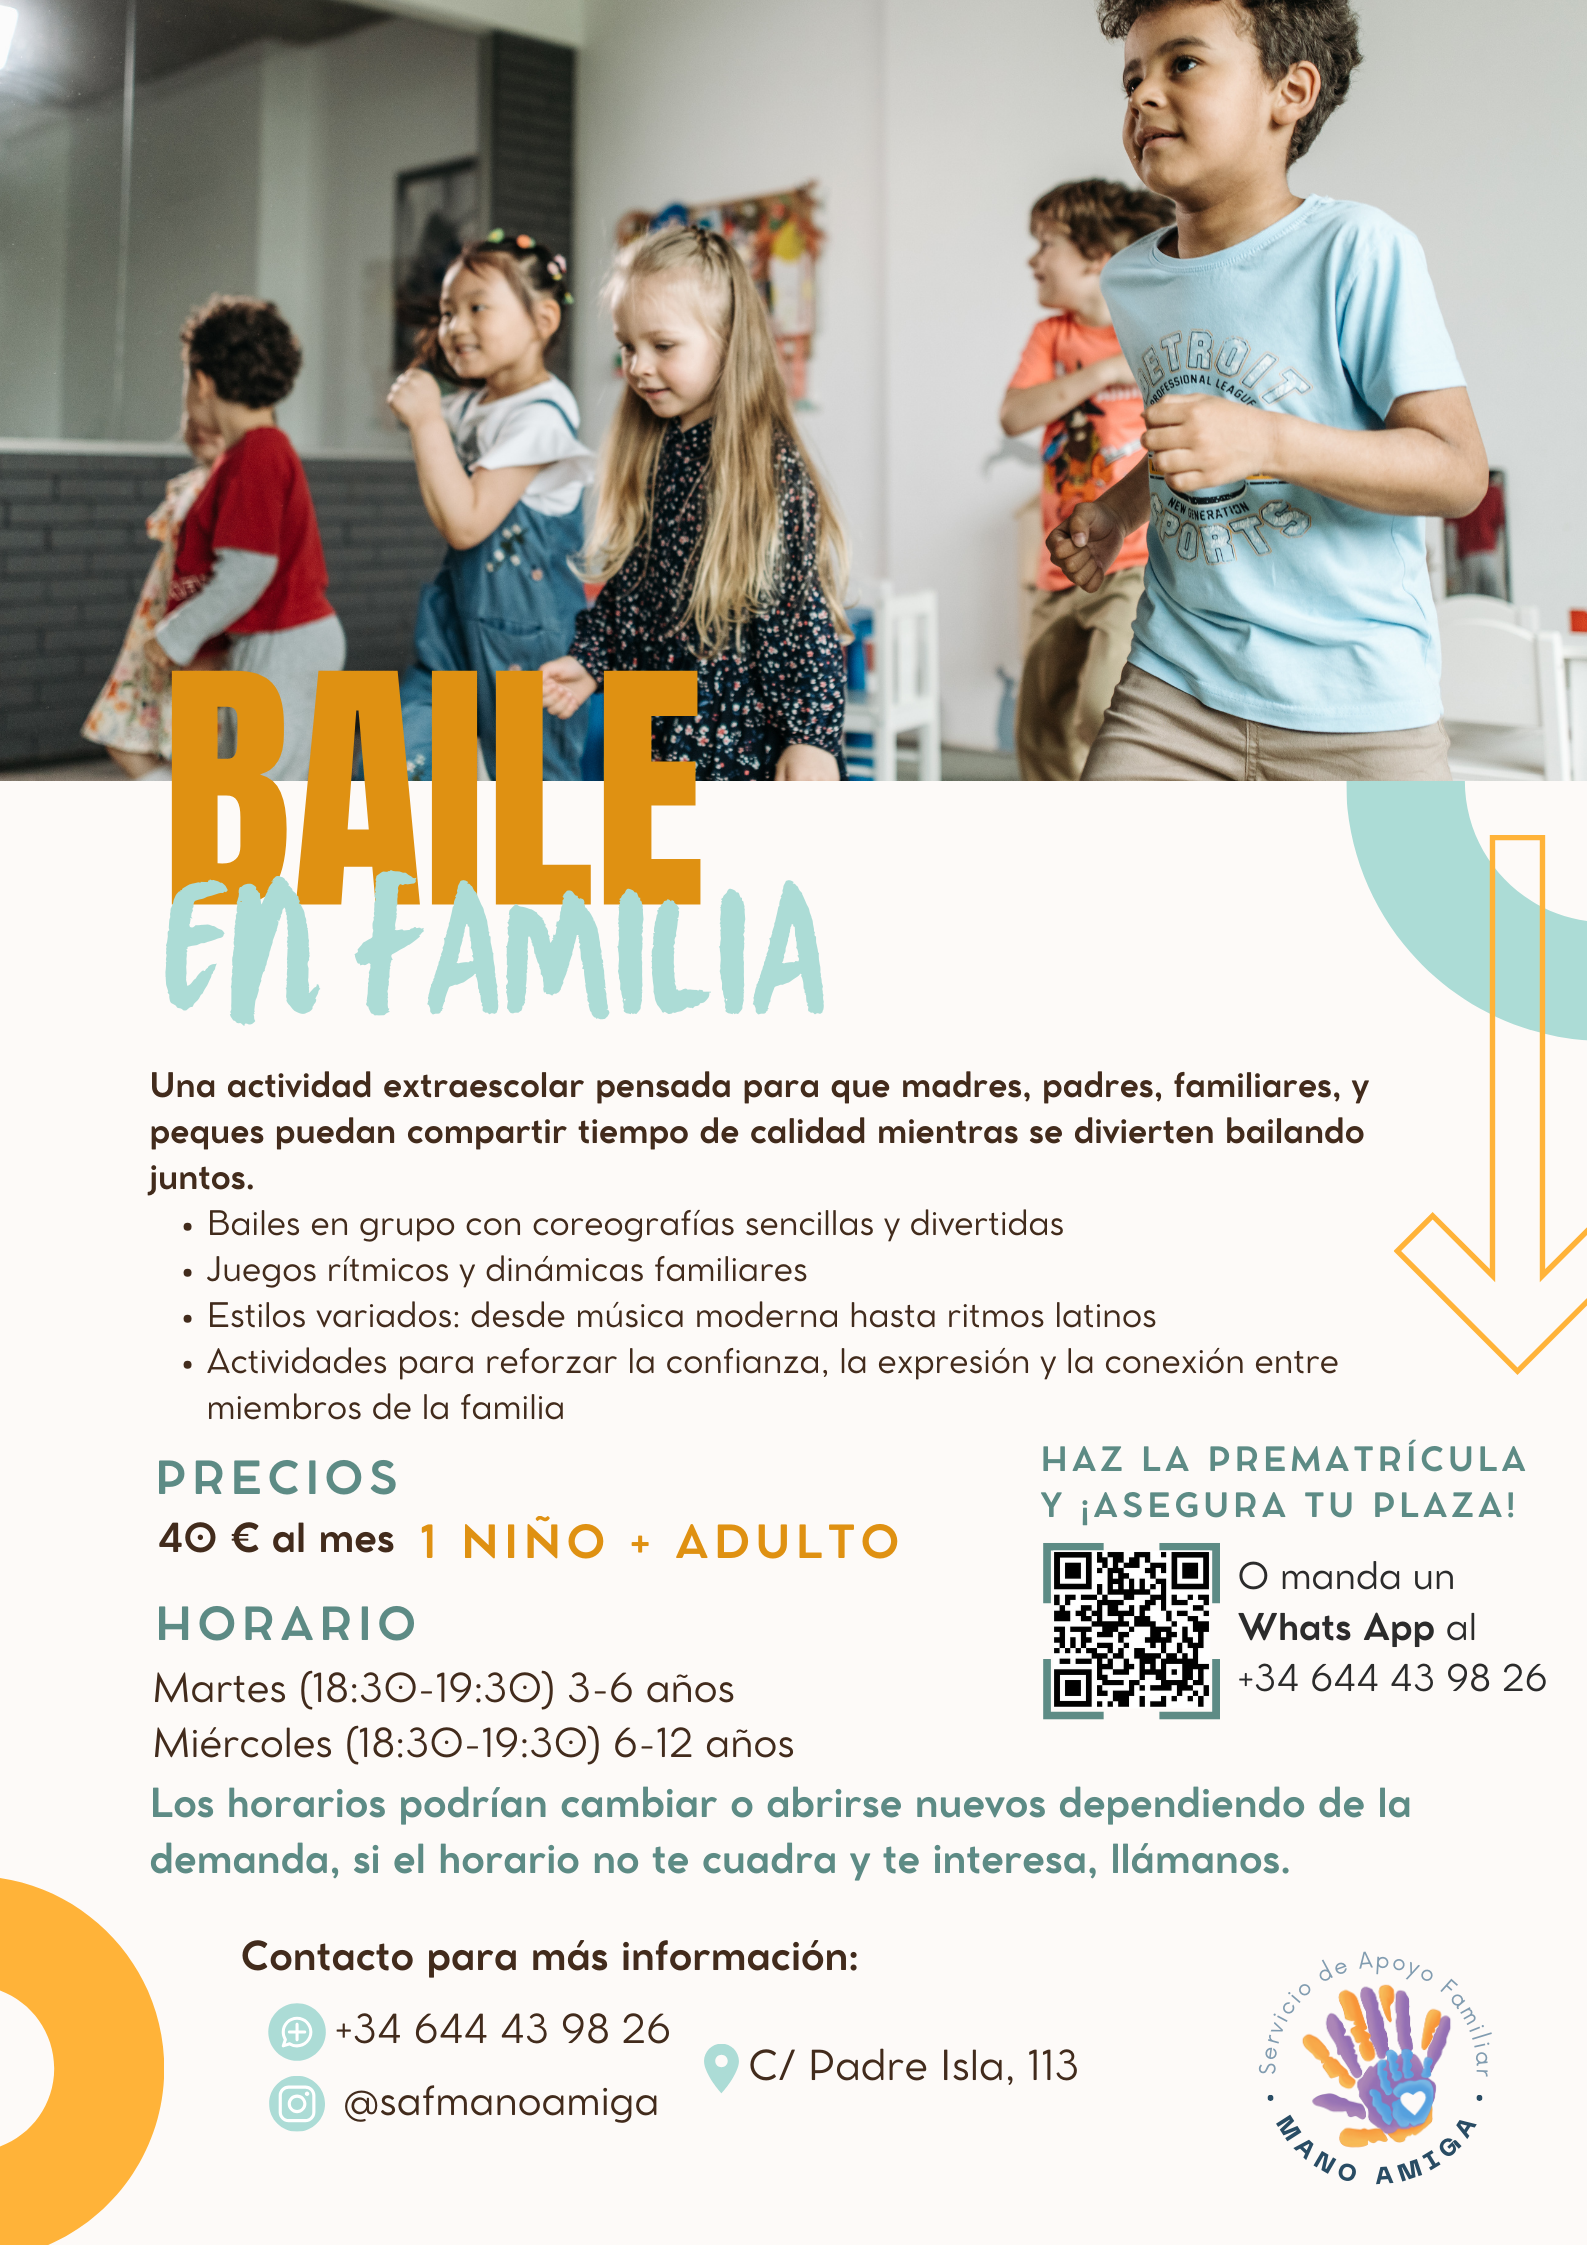 DETROIT
PROFESSIONAL LEAGUE
NEW GENERATION
SPORTS
BAILE
EN FAMILIA
Una actividad extraescolar pensada para que madres, padres, familiares, y
peques puedan compartir tiempo de calidad mientras se divierten bailando
juntos.
• Bailes en grupo con coreografías sencillas y divertidas
• Juegos rítmicos y dinámicas familiares
• Estilos variados: desde música moderna hasta ritmos latinos
• Actividades para reforzar la confianza, la expresión y la conexión entre
miembros de la familia
PRECIOS
40 € al mes 1 NIÑO + ADULTO
HORARIO
Martes (18:30-19:30) 3-6 años
Miércoles (18:30-19:30) 6-12 años
HAZ LA PREMATRÍCULA
Y ¡ASEGURA TU PLAZA!
O manda un
Whats App al
+34 644 43 98 26
Los horarios podrían cambiar o abrirse nuevos dependiendo de la
demanda, si el horario no te cuadra y te interesa, llámanos.
Contacto para más información:
+34 644 43 98 26
@safmanoamiga
C/ Padre Isla, 113
Servicio de Apoyo Familiar
• MANO AMIGA •